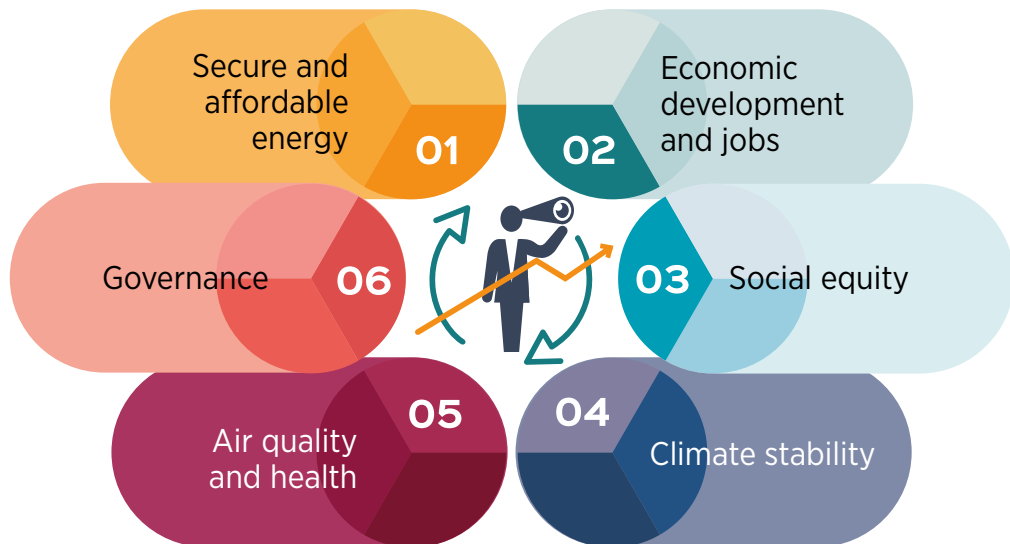 Secure and
affordable
energy
01
02
Economic
development
and jobs
Governance
06
03
Social equity
Air quality
and health
05
04
Climate stability